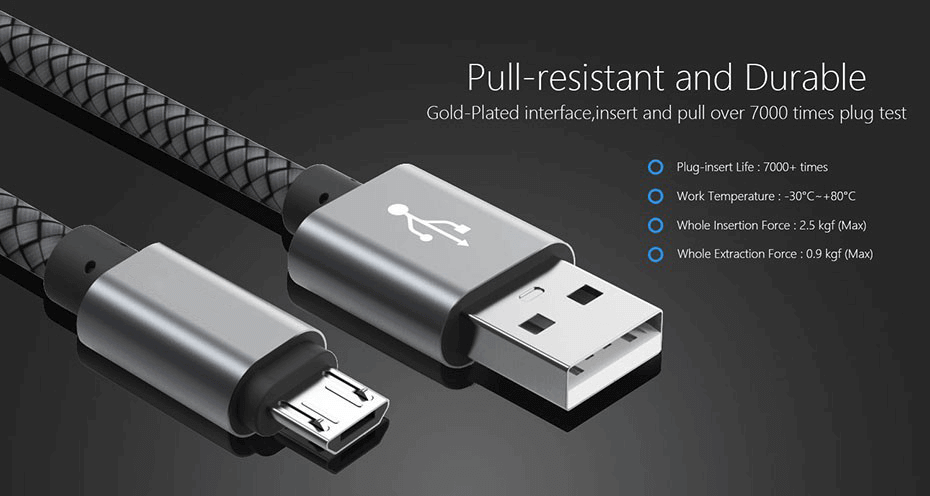 Pull-resistant and Durable
Gold-Plated interface,insert and pull over 7000 times plug test
Plug-insert Life : 7000+ times
Work Temperature : -30°C~+80°C
Whole Insertion Force : 2.5 kgf (Max)
Whole Extraction Force : 0.9 kgf (Max)